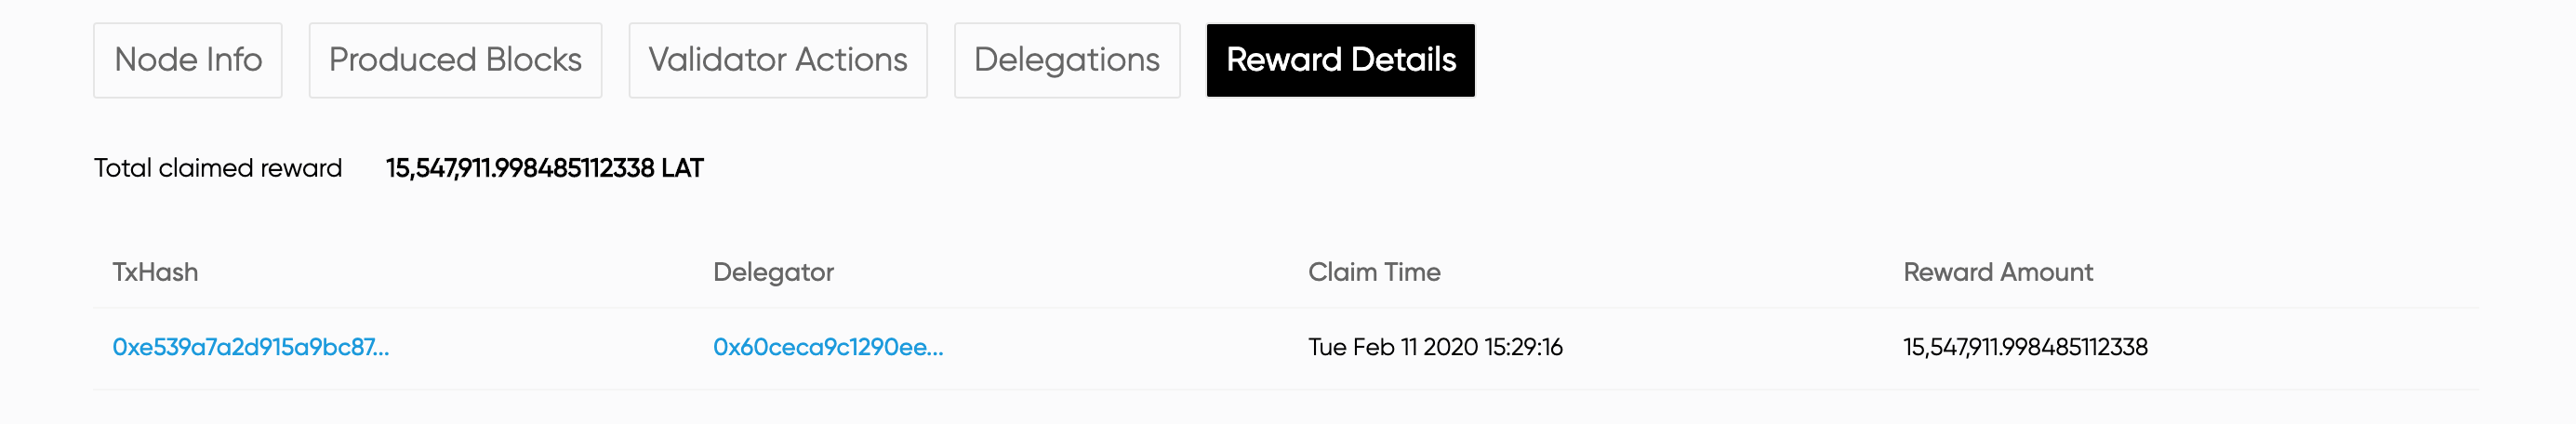 Node Info Produced Blocks Validator Actions Delegations Reward Details
Total claimed reward 15,547,911.998485112338 LAT
TxHash Delegator Claim Time Reward Amount
0xe539a7a2d915a9bc87... 0x60ceca9c1290ee... Tue Feb 11 2020 15:29:16 15,547,911.998485112338